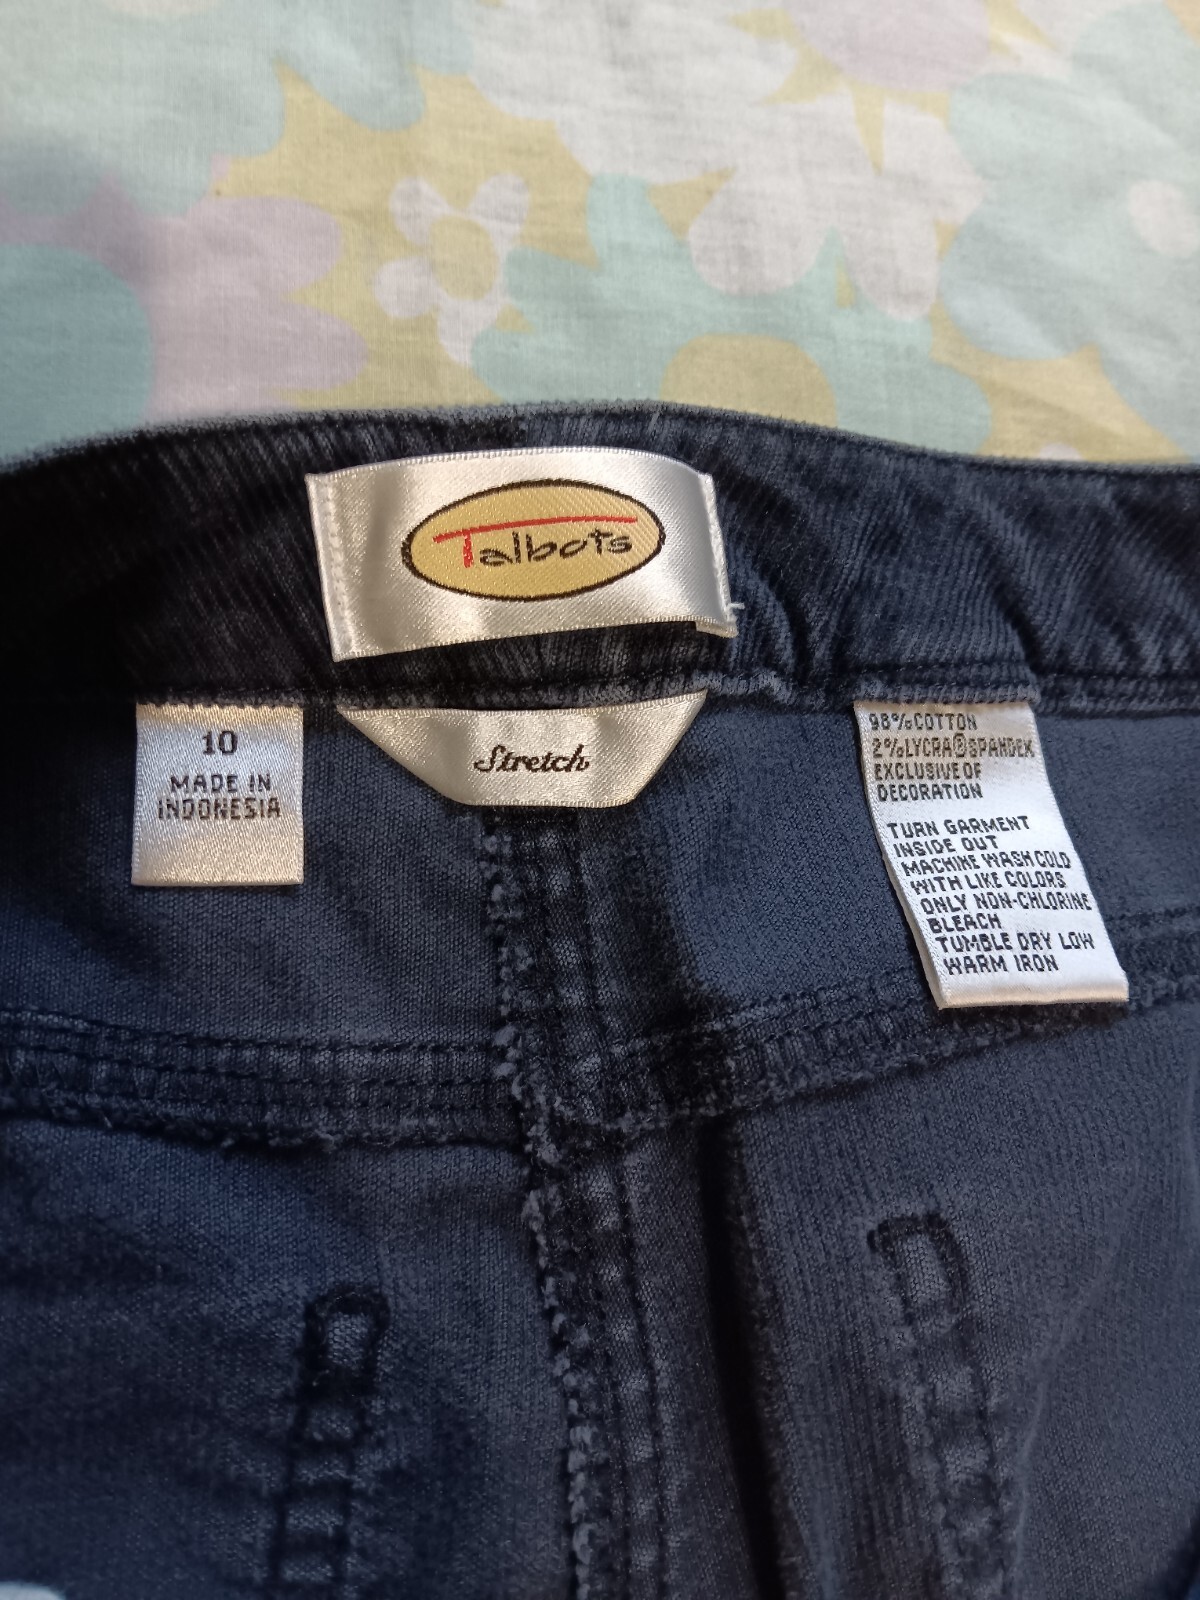 Talbots
10
MADE IN
INDONESIA
Stretch
98%COTTON
2%LYCRA®SPANDEX
EXCLUSIVE OF
DECORATION
TURN GARMENT
INSIDE OUT
MACHINE WASH COLD
WITH LIKE COLORS
ONLY NON-CHLORINE
BLEACH
TUMBLE DRY LOW
WARM IRON